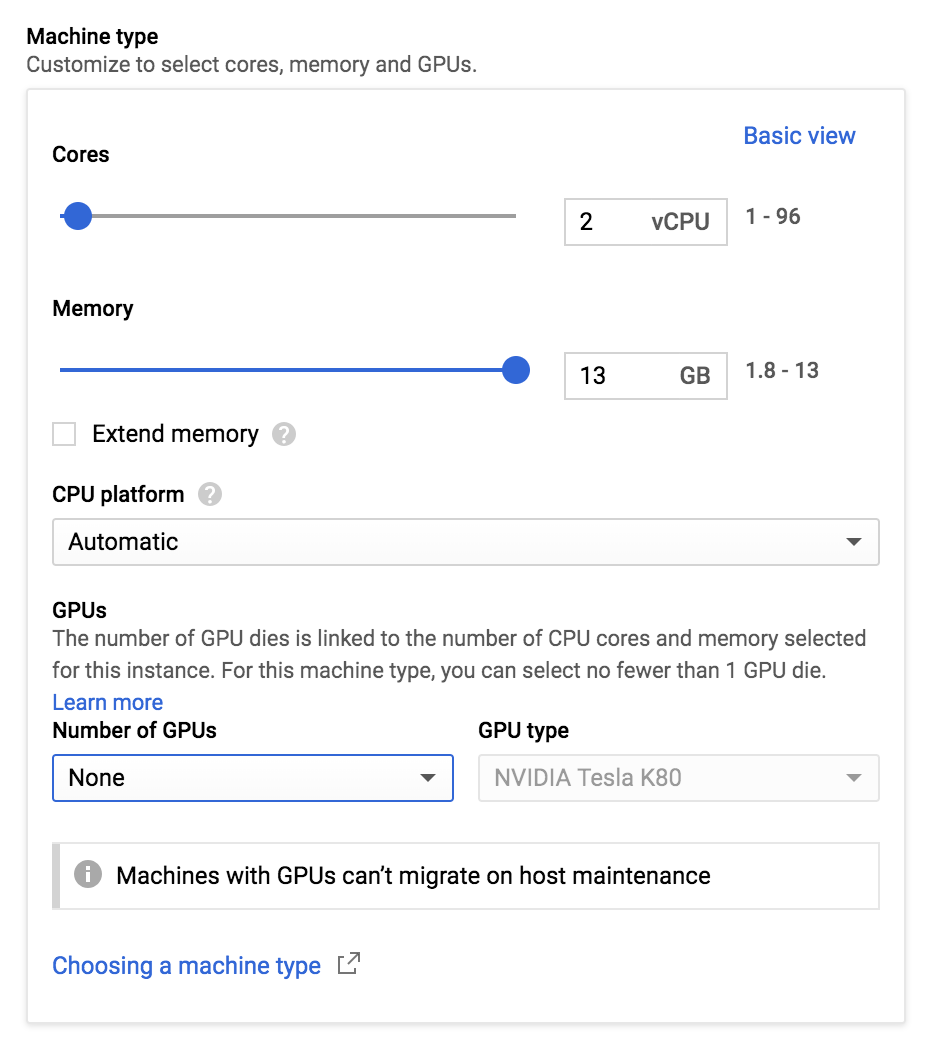 Machine type
Customize to select cores, memory and GPUs.
Basic view
Cores
2 vCPU 1 - 96
Memory
13 GB 1.8 - 13
Extend memory ?
CPU platform ?
Automatic
GPUs
The number of GPU dies is linked to the number of CPU cores and memory selected
for this instance. For this machine type, you can select no fewer than 1 GPU die.
Learn more
Number of GPUs GPU type
None NVIDIA Tesla K80
i Machines with GPUs can’t migrate on host maintenance
Choosing a machine type